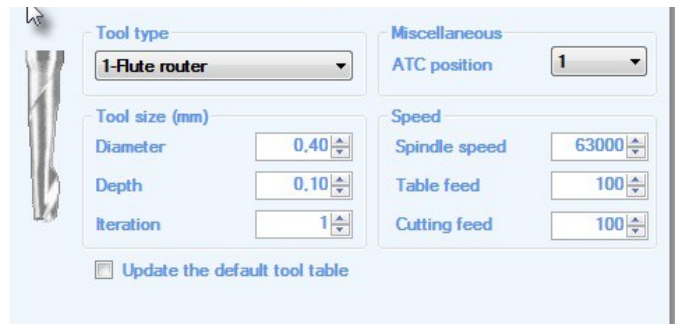 Tool type
1-Flute router
Miscellaneous
ATC position 1
Tool size (mm)
Diameter 0,40
Depth 0,10
Iteration 1
Speed
Spindle speed 63000
Table feed 100
Cutting feed 100
Update the default tool table